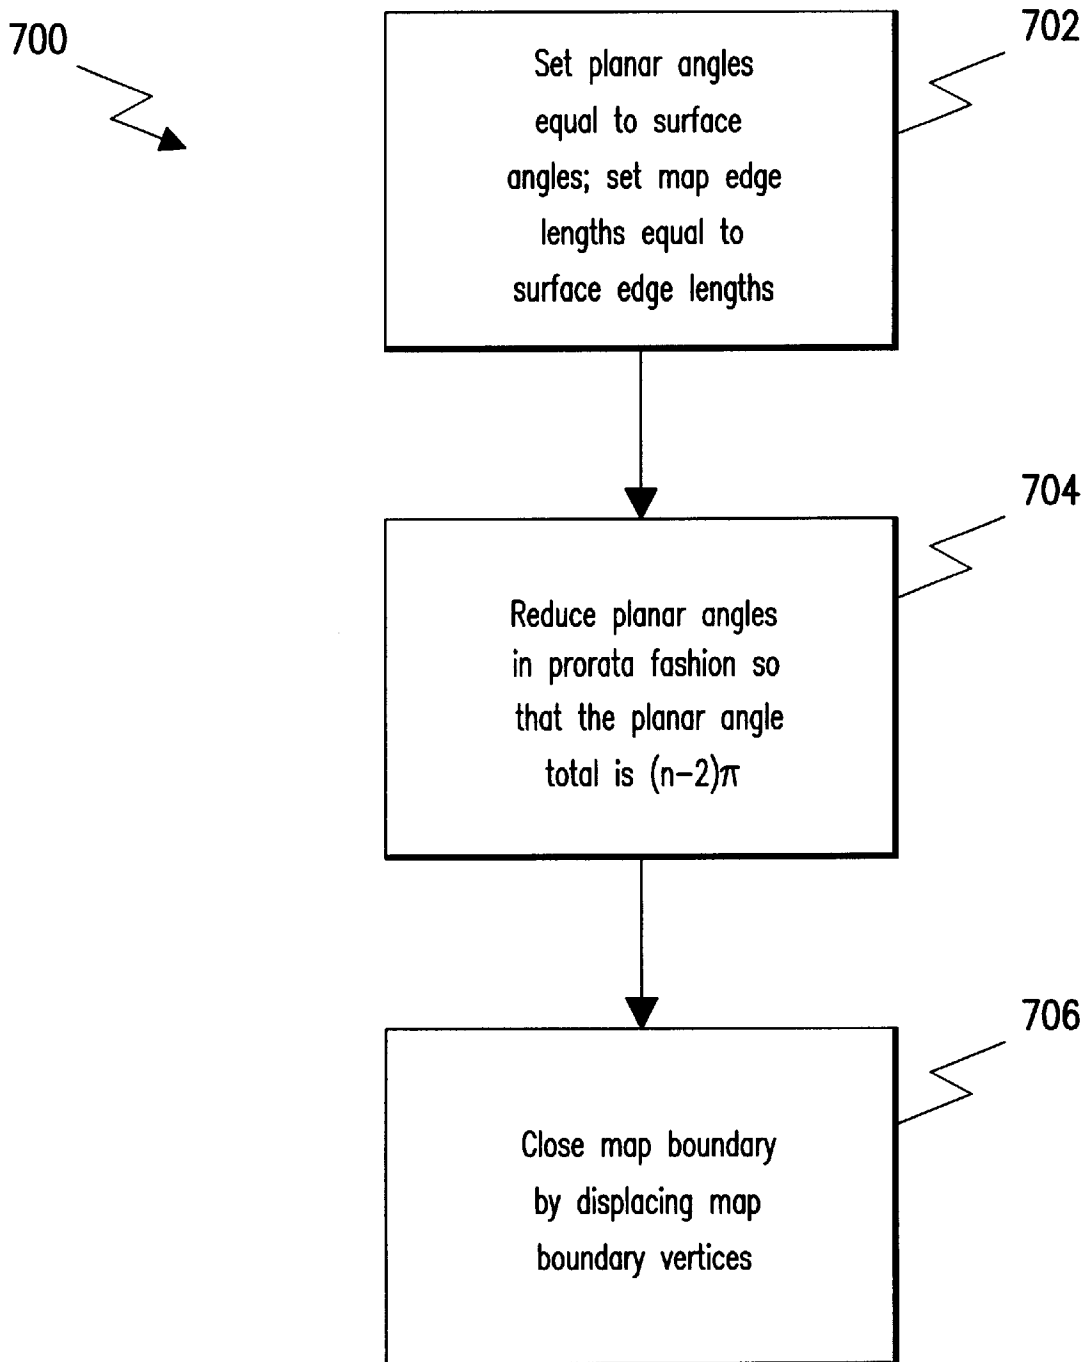 700
702
Set planar angles
equal to surface
angles; set map edge
lengths equal to
surface edge lengths
704
Reduce planar angles
in prorata fashion so
that the planar angle
total is (n−2)π
706
Close map boundary
by displacing map
boundary vertices